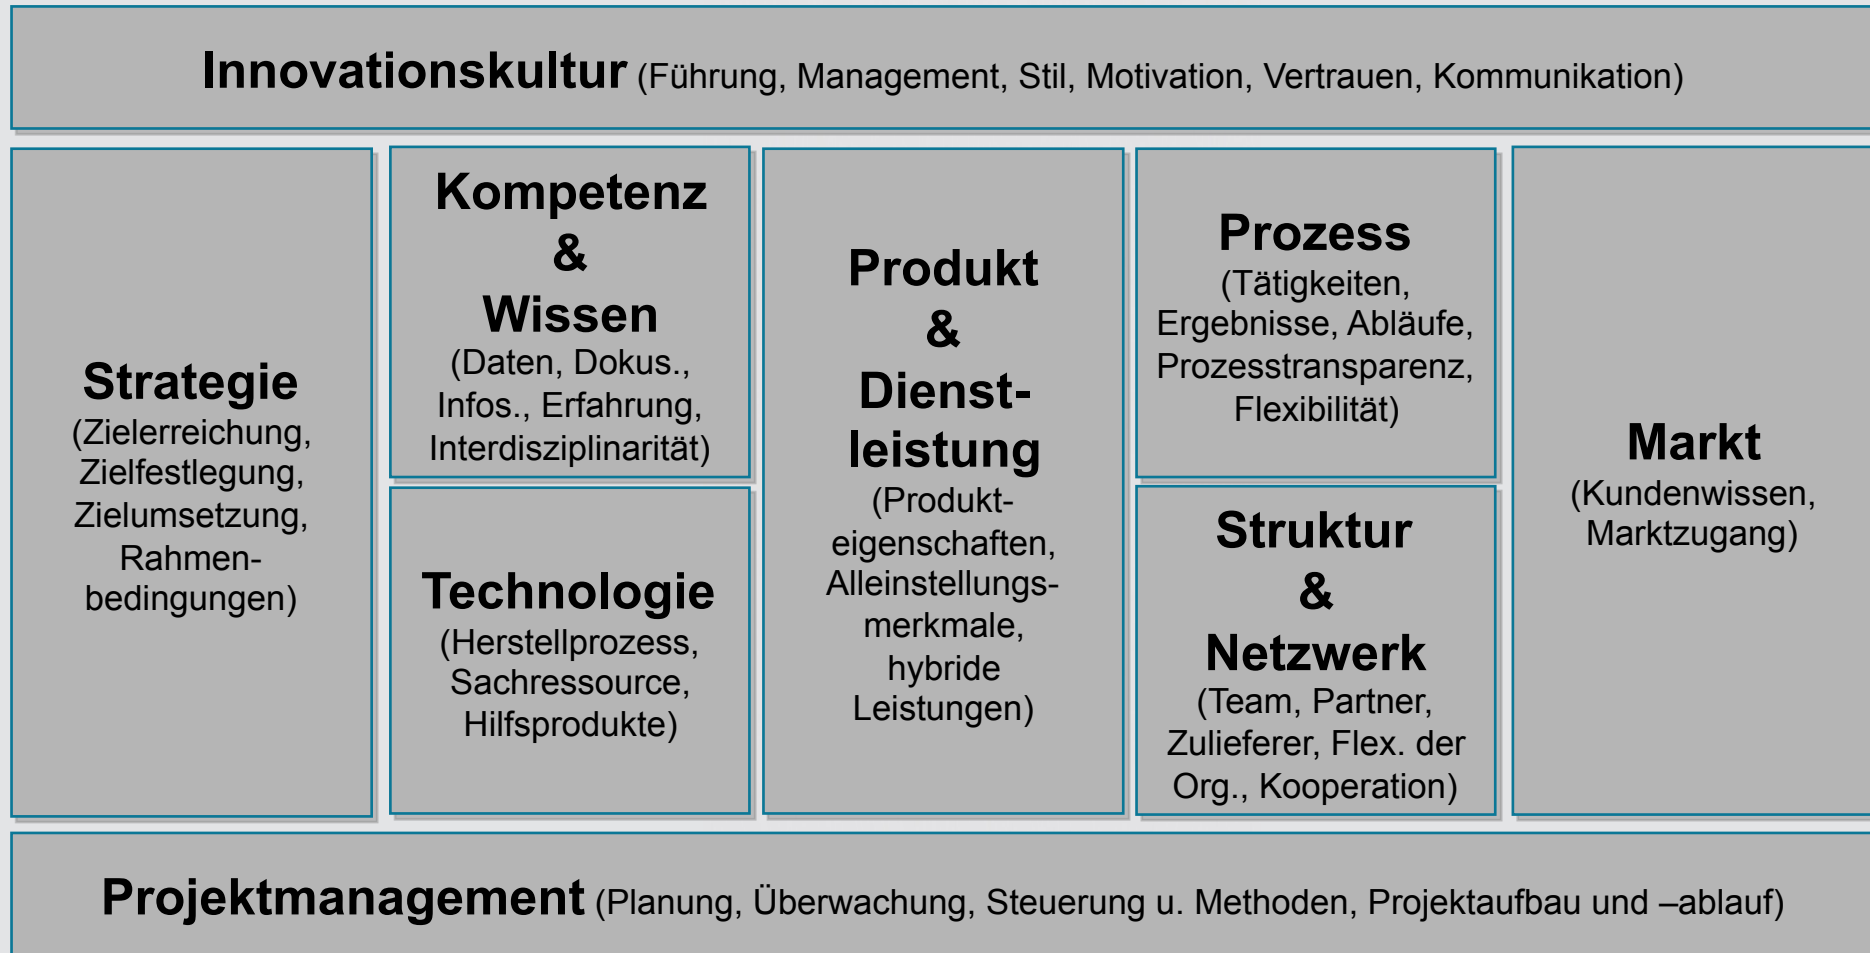 Innovationskultur (Führung, Management, Stil, Motivation, Vertrauen, Kommunikation)
Strategie
(Zielerreichung,
Zielfestlegung,
Zielumsetzung,
Rahmen-
bedingungen)
Kompetenz
&
Wissen
(Daten, Dokus.,
Infos., Erfahrung,
Interdisziplinarität)
Technologie
(Herstellprozess,
Sachressource,
Hilfsprodukte)
Produkt
&
Dienst-
leistung
(Produkt-
eigenschaften,
Alleinstellungs-
merkmale,
hybride
Leistungen)
Prozess
(Tätigkeiten,
Ergebnisse, Abläufe,
Prozesstransparenz,
Flexibilität)
Struktur
&
Netzwerk
(Team, Partner,
Zulieferer, Flex. der
Org., Kooperation)
Markt
(Kundenwissen,
Marktzugang)
Projektmanagement (Planung, Überwachung, Steuerung u. Methoden, Projektaufbau und –ablauf)